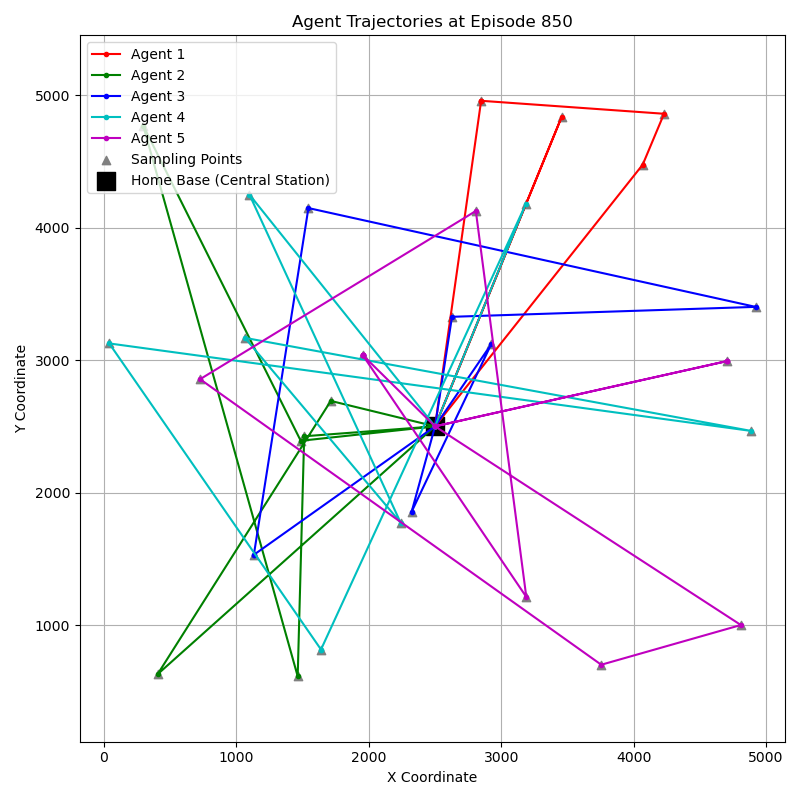 Agent Trajectories at Episode 850
Agent 1
Agent 2
Agent 3
Agent 4
Agent 5
Sampling Points
Home Base (Central Station)
5000
4000
3000
2000
1000
Y Coordinate
0
1000
2000
3000
4000
5000
X Coordinate